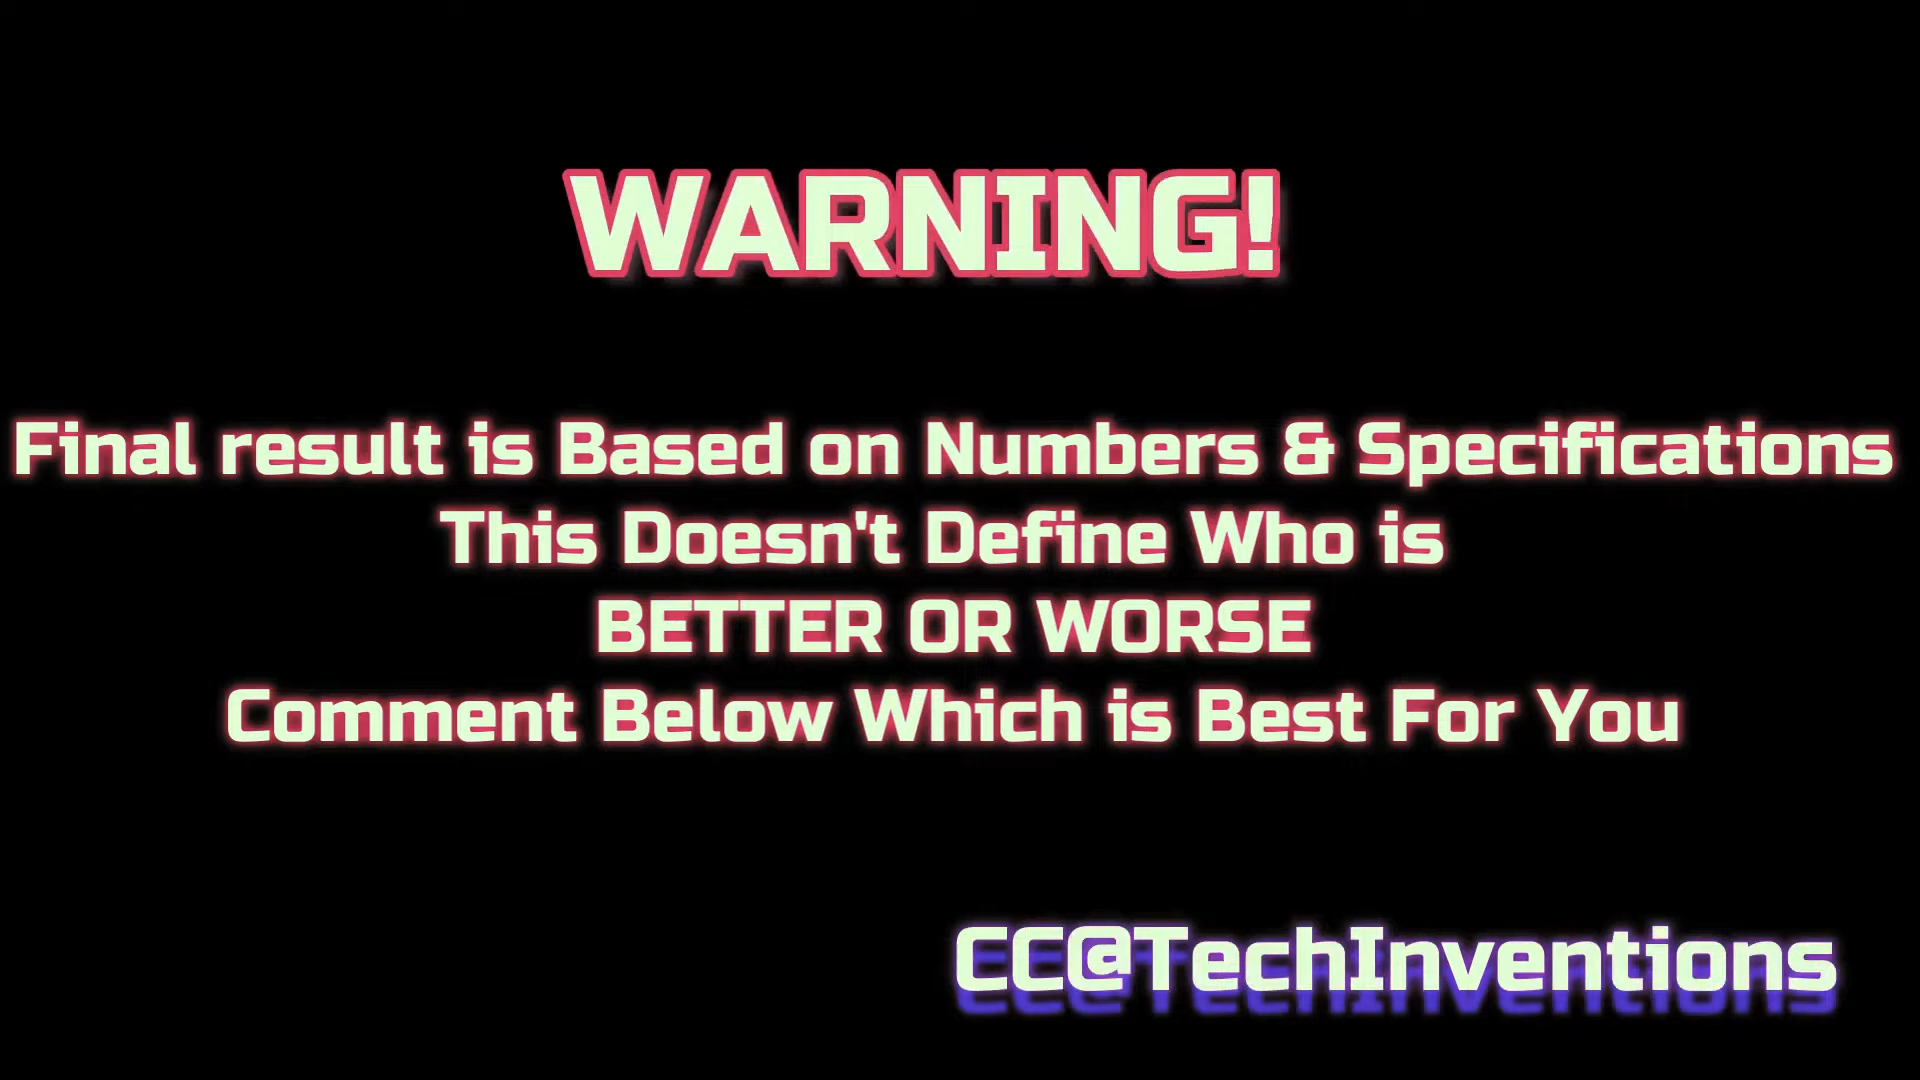 WARNING!
Final result is Based on Numbers & Specifications
This Doesn't Define Who is
BETTER OR WORSE
Comment Below Which is Best For You
CC@TechInventions